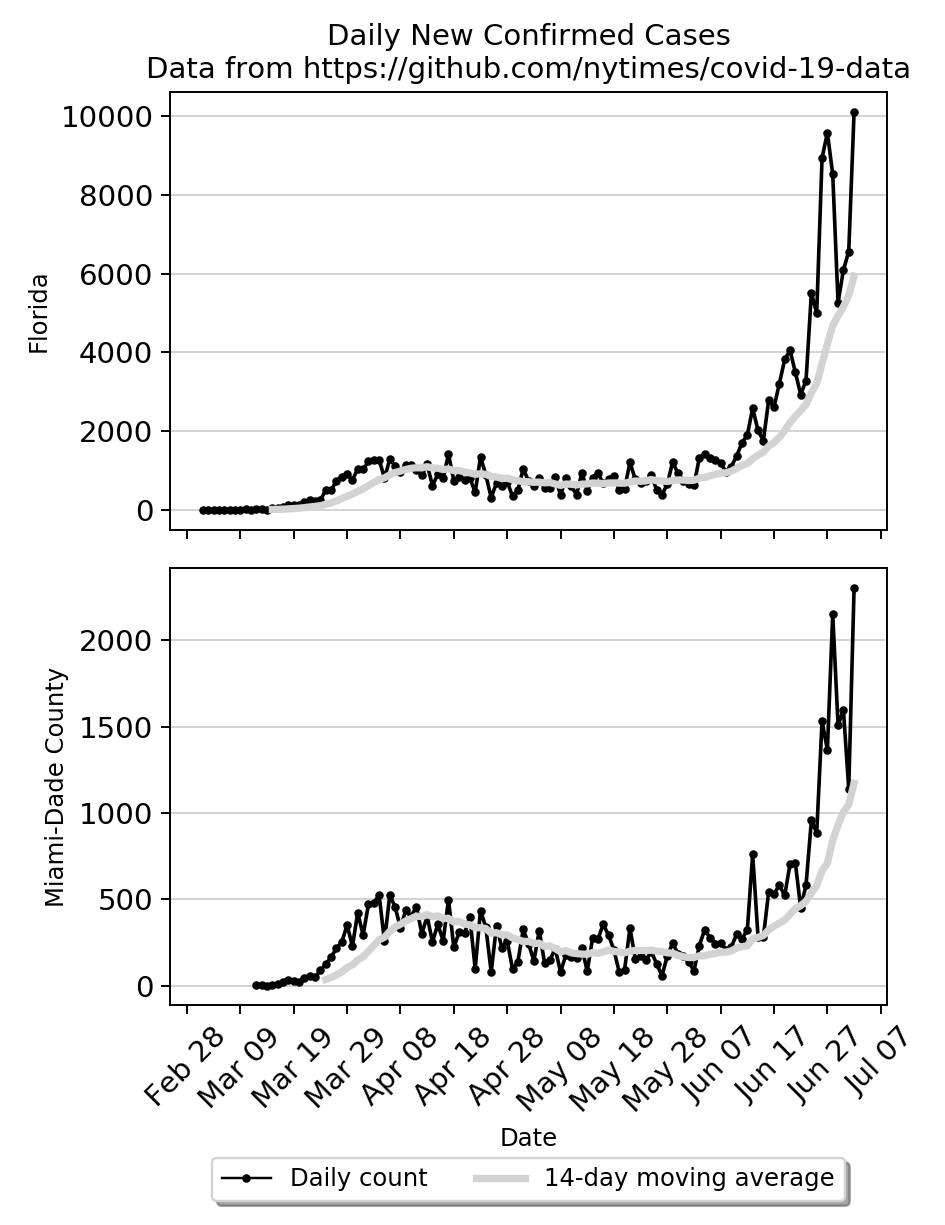 Daily New Confirmed Cases
Data from https://github.com/nytimes/covid-19-data
10000
8000
6000
4000
2000
0
Florida
2000
1500
1000
500
0
Miami-Dade County
Feb 28
Mar 09
Mar 19
Mar 29
Apr 08
Apr 18
Apr 28
May 08
May 18
May 28
Jun 07
Jun 17
Jun 27
Jul 07
Date
Daily count
14-day moving average